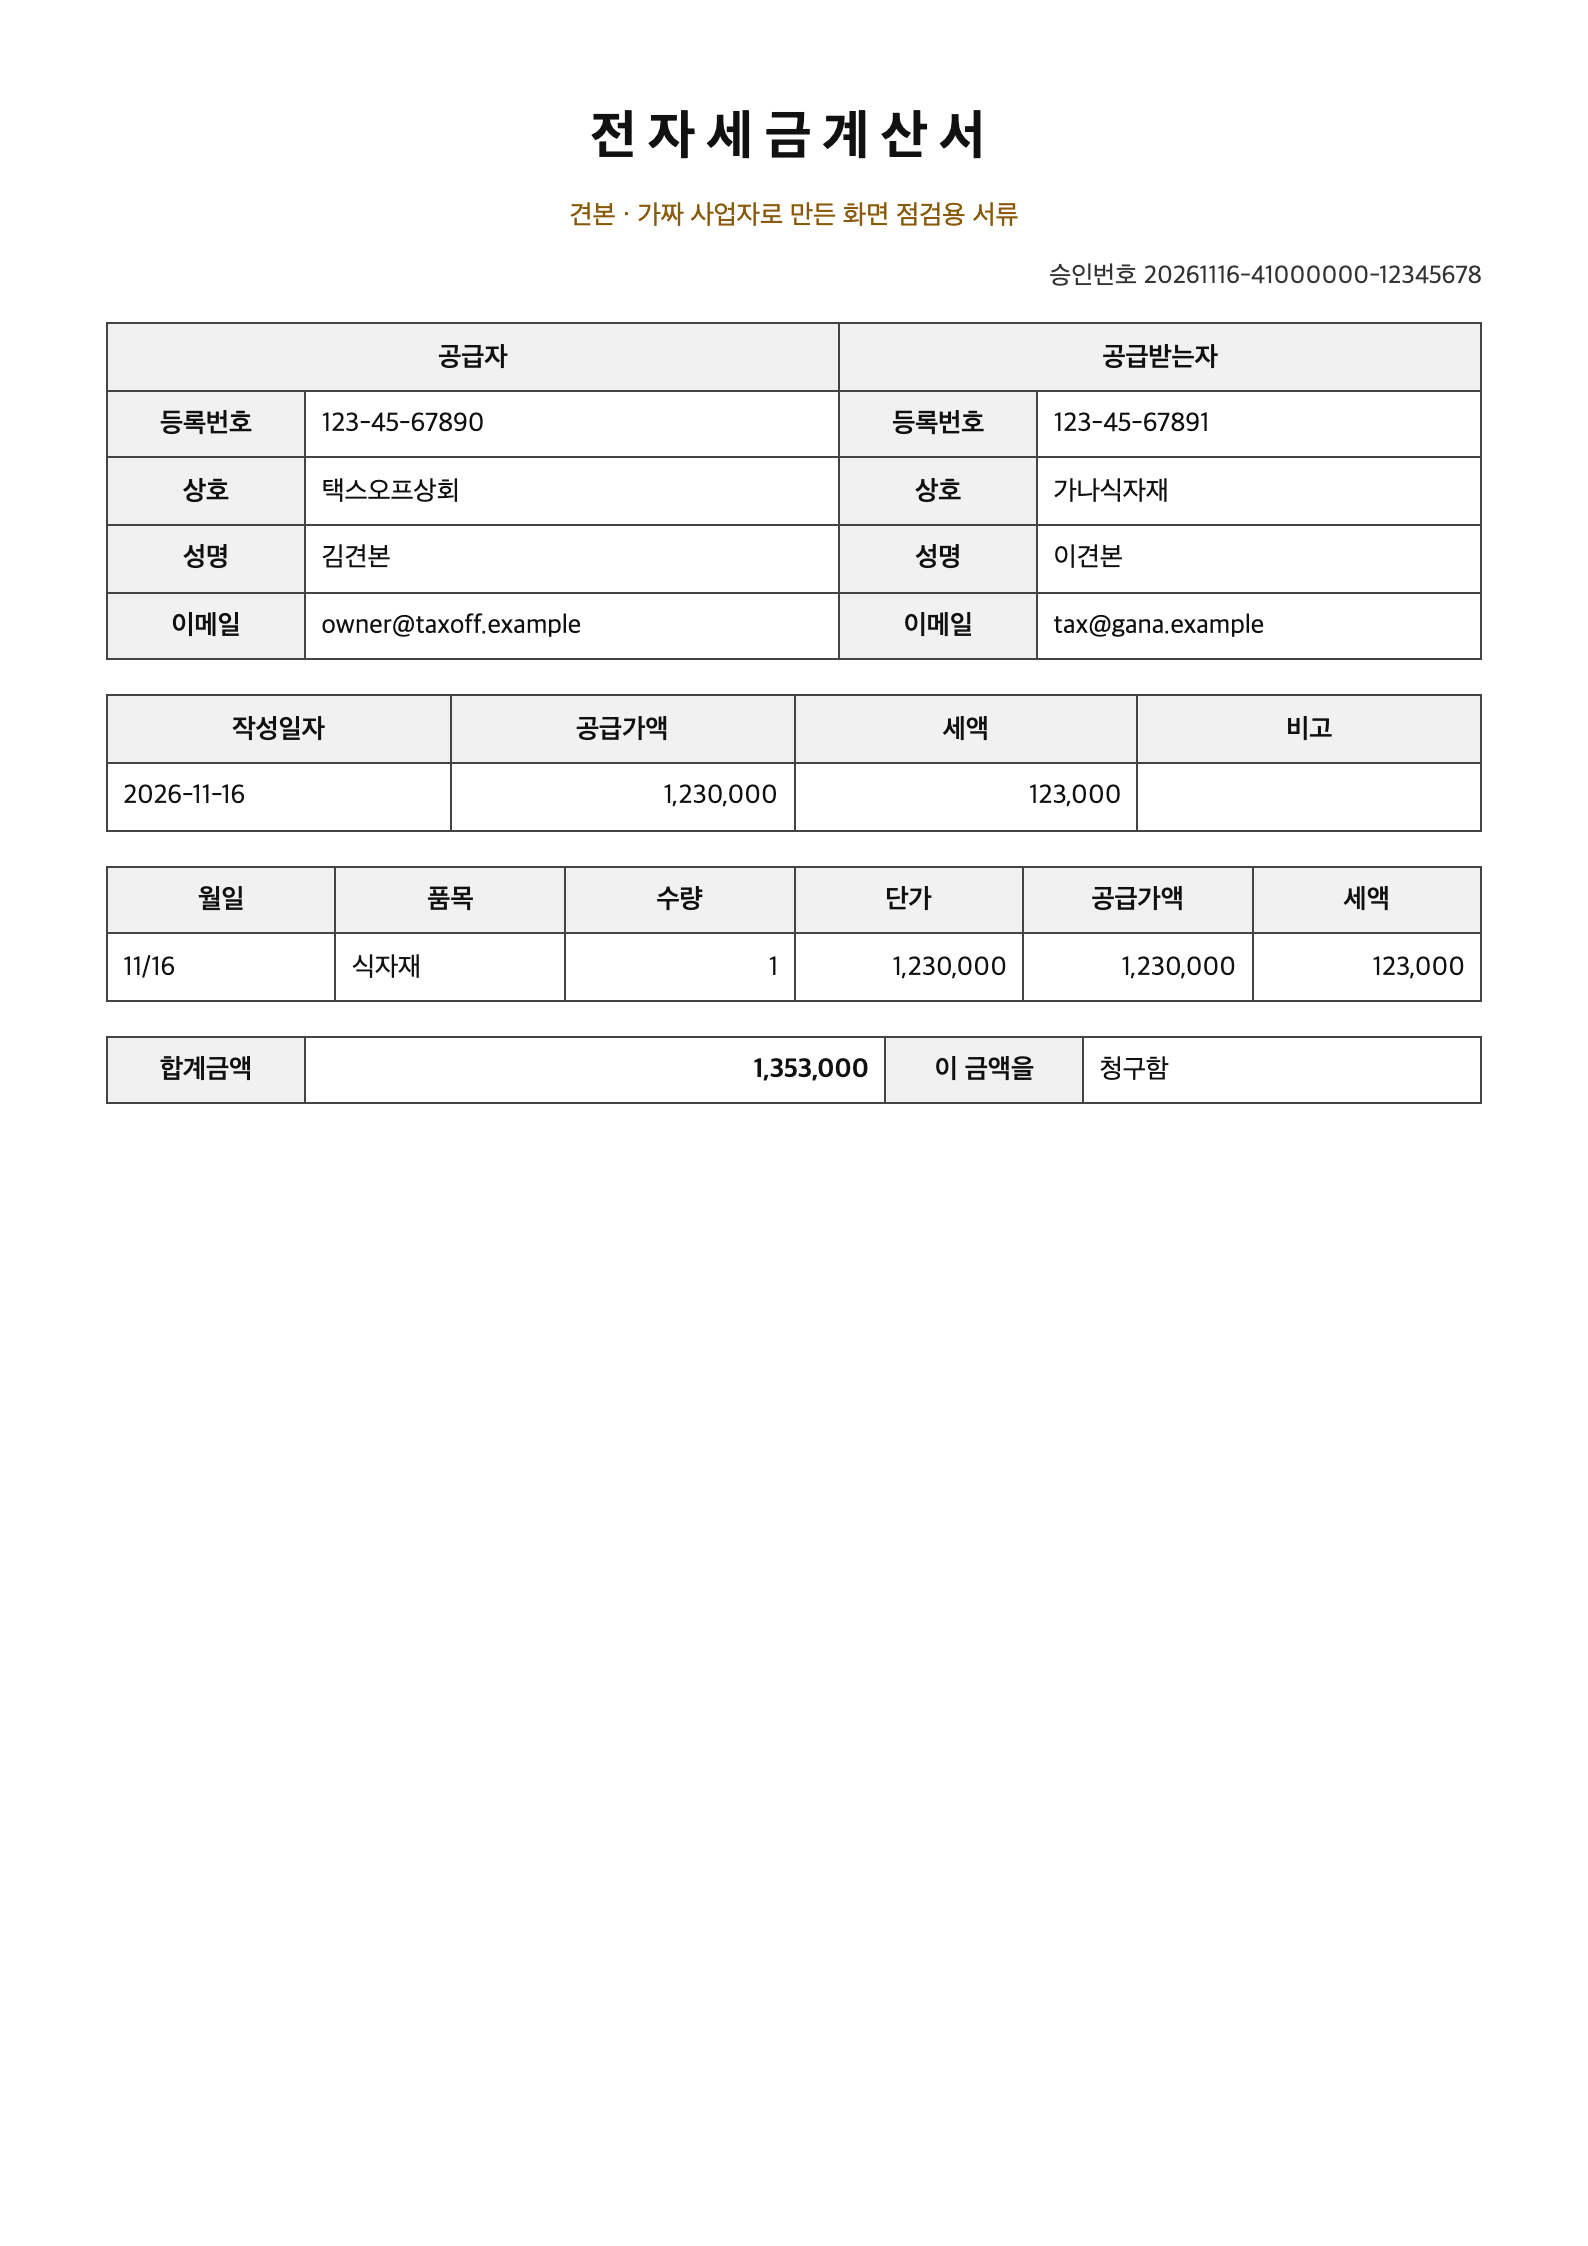 전자세금계산서
견본 · 가짜 사업자로 만든 화면 점검용 서류
승인번호 20261116-41000000-12345678
공급자 공급받는자
등록번호 123-45-67890 등록번호 123-45-67891
상호 택스오프상회 상호 가나식자재
성명 김견본 성명 이견본
이메일 owner@taxoff.example 이메일 tax@gana.example
작성일자 공급가액 세액 비고
2026-11-16 1,230,000 123,000
월일 품목 수량 단가 공급가액 세액
11/16 식자재 1 1,230,000 1,230,000 123,000
합계금액 1,353,000 이 금액을 청구함